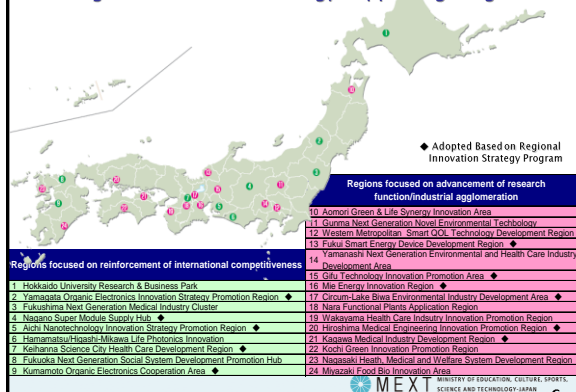 ◆ Adopted Based on Regional
Innovation Strategy Program
Regions focused on reinforcement of international competitiveness
1 Hokkaido University Research & Business Park
2 Yamagata Organic Electronics Innovation Strategy Promotion Region ◆
3 Fukushima Next Generation Medical Industry Cluster
4 Nagano Super Module Supply Hub ◆
5 Aichi Nanotechnology Innovation Strategy Promotion Region ◆
6 Hamamatsu/Higashi-Mikawa Life Photonics Innovation
7 Keihanna Science City Health Care Development Region ◆
8 Fukuoka Next Generation Social System Development Promotion Hub
9 Kumamoto Organic Electronics Cooperation Area ◆
Regions focused on advancement of research
function/industrial agglomeration
10 Aomori Green & Life Synergy Innovation Area
11 Gunma Next Generation Novel Environmental Techbology
12 Western Metropolitan Smart QOL Technology Development Region
13 Fukui Smart Energy Device Development Region ◆
14 Yamanashi Next Generation Environmental and Health Care Industry
Development Area
15 Gifu Technology Innovation Promotion Area ◆
16 Mie Energy Innovation Region ◆
17 Circum-Lake Biwa Environmental Industry Development Area ◆
18 Nara Functional Plants Application Region
19 Wakayama Health Care Industry Innovation Promotion Region
20 Hiroshima Medical Engineering Innovation Promotion Region ◆
21 Kagawa Medical Industry Development Region ◆
22 Kochi Green Innovation Promotion Region
23 Nagasaki Heath, Medical and Welfare System Development Region
24 Miyazaki Food Bio Innovation Area
MEXT
MINISTRY OF EDUCATION, CULTURE, SPORTS,
SCIENCE AND TECHNOLOGY-JAPAN